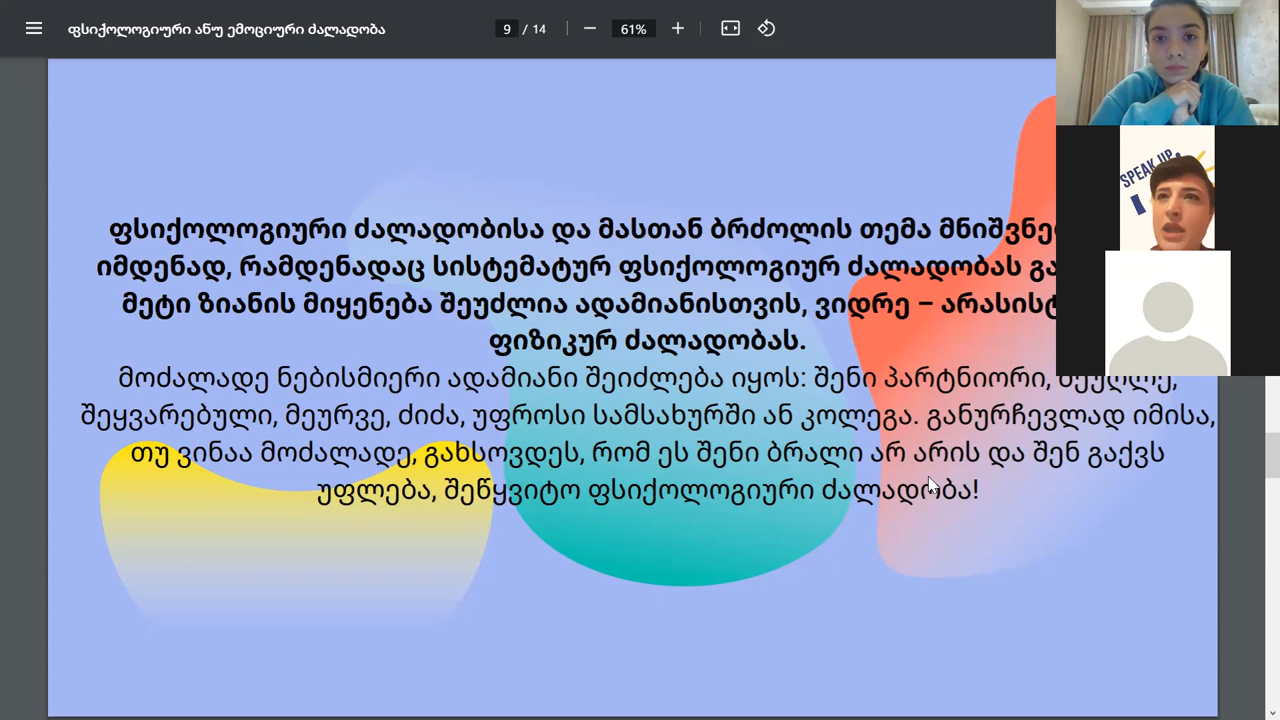 ფსიქოლოგიური ანუ ემოციური ძალადობა
9 / 14
61%
SPEAK UP
ფსიქოლოგიური ძალადობისა და მასთან ბრძოლის თემა
იმდენად, რამდენადაც სისტემატურ ფსიქოლოგიურ ძალადობას
მეტი ზიანის მიყენება შეუძლია ადამიანისთვის, ვიდრე –
ფიზიკურ ძალადობას.
მოძალადე ნებისმიერი ადამიანი შეიძლება იყოს: შენი პარტნიორი, მეუღლე,
შეყვარებული, მეურვე, ძიძა, უფროსი სამსახურში ან კოლეგა. განურჩევლად იმისა,
თუ ვინაა მოძალადე, გახსოვდეს, რომ ეს შენი ბრალი არ არის და შენ გაქვს
უფლება, შეწყვიტო ფსიქოლოგიური ძალადობა!